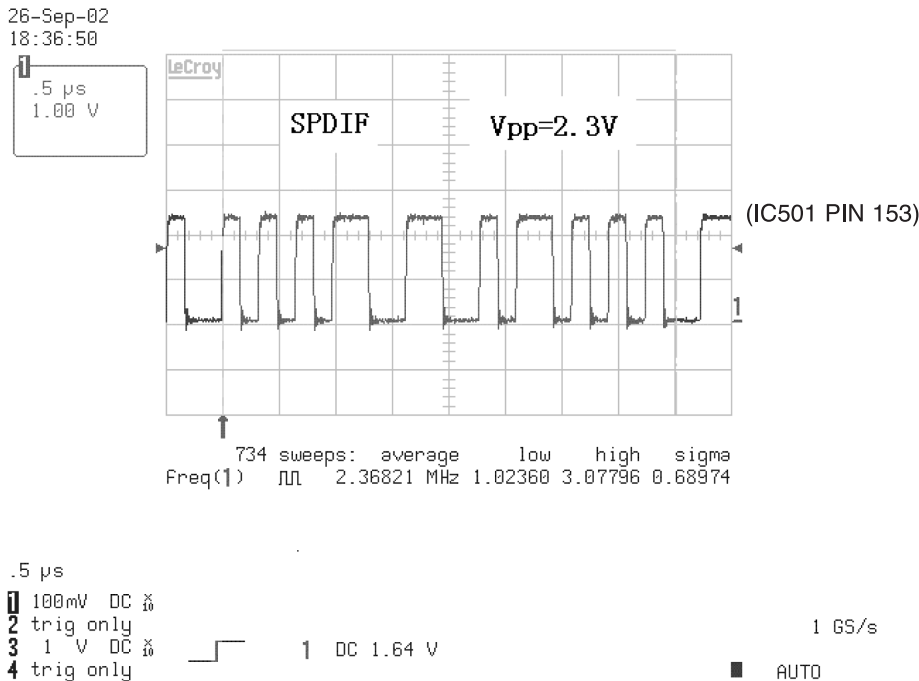 26-Sep-02
18:36:50
1
.5 µs
1.00 V
LeCroy
SPDIF
Vpp=2.3V
(IC501 PIN 153)
1
734 sweeps: average low high sigma
Freq(1) 2.36821 MHz 1.02360 3.07796 0.68974
.5 µs
1 100mV DC X10
2 trig only
3 1 V DC X10
4 trig only
1 DC 1.64 V
1 GS/s
AUTO